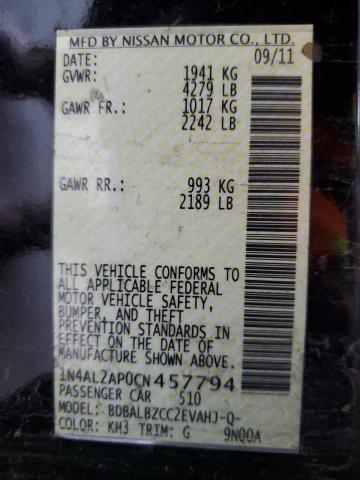 MFD BY NISSAN MOTOR CO., LTD.
DATE: 09/11
GVWR: 1941 KG
4279 LB
GAWR FR.: 1017 KG
2242 LB
GAWR RR.: 993 KG
2189 LB
THIS VEHICLE CONFORMS TO
ALL APPLICABLE FEDERAL
MOTOR VEHICLE SAFETY,
BUMPER, AND THEFT
PREVENTION STANDARDS IN
EFFECT ON THE DATE OF
MANUFACTURE SHOWN ABOVE.
1N4AL2AP0CN457794
PASSENGER CAR 510
MODEL: BDBALBZCC2EVAHJ-Q-
COLOR: KH3 TRIM: G 9N00A